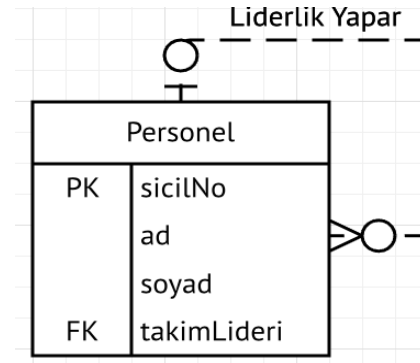 Liderlik Yapar
Personel
PK sicilNo
ad
soyad
FK takimLideri